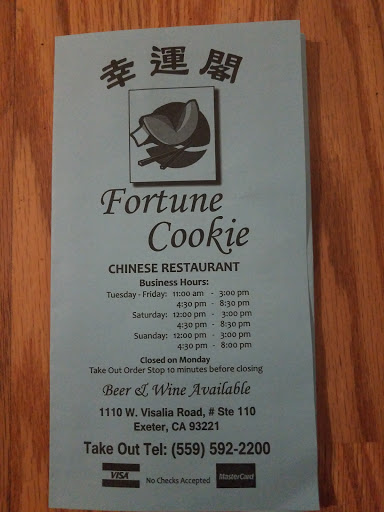 幸運閣
Fortune
Cookie
CHINESE RESTAURANT
Business Hours:
Tuesday - Friday: 11:00 am - 3:00 pm
4:30 pm - 8:30 pm
Saturday: 12:00 pm - 3:00 pm
4:30 pm - 8:30 pm
Suanday: 12:00 pm - 3:00 pm
4:30 pm - 8:00 pm
Closed on Monday
Take Out Order Stop 10 minutes before closing
Beer & Wine Available
1110 W. Visalia Road, # Ste 110
Exeter, CA 93221
Take Out Tel: (559) 592-2200
VISA No Checks Accepted MasterCard